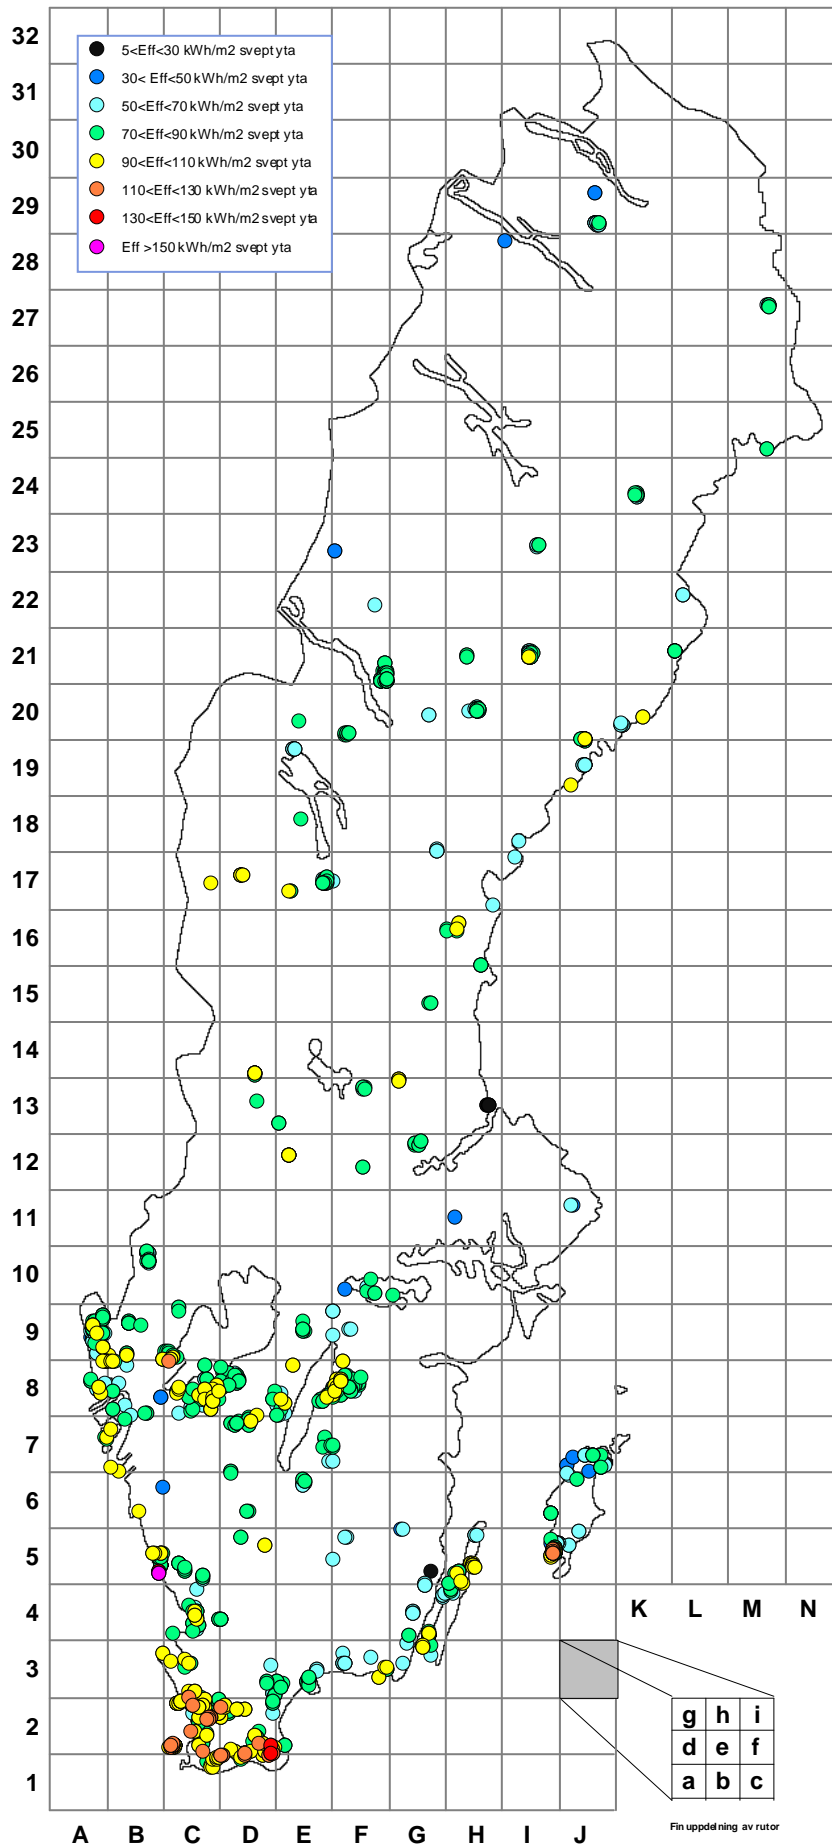 32
5<Eff<30 kWh/m2 svept yta
30< Eff<50 kWh/m2 svept yta
31
50<Eff<70 kWh/m2 svept yta
70<Eff<90 kWh/m2 svept yta
30
90<Eff<110 kWh/m2 svept yta
110<Eff<130 kWh/m2 svept yta
29
130<Eff<150 kWh/m2 svept yta
Eff >150 kWh/m2 svept yta
28
27
26
25
24
23
22
21
20
19
18
17
16
15
14
13
12
11
10
9
8
7
6
5
4
K L M N
3
g h i
2
d e f
a b c
1
Fin uppdelning av rutor
A B C D E F G H I J